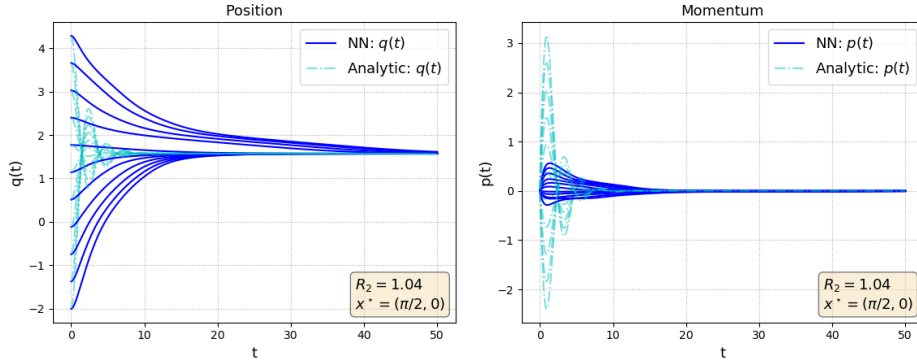 Position
NN: q(t)
Analytic: q(t)
q(t)
4
3
2
1
0
−1
−2
R₂ = 1.04
x* = (π/2, 0)
0
10
20
30
40
50
t
Momentum
NN: p(t)
Analytic: p(t)
p(t)
3
2
1
0
−1
−2
R₂ = 1.04
x* = (π/2, 0)
0
10
20
30
40
50
t